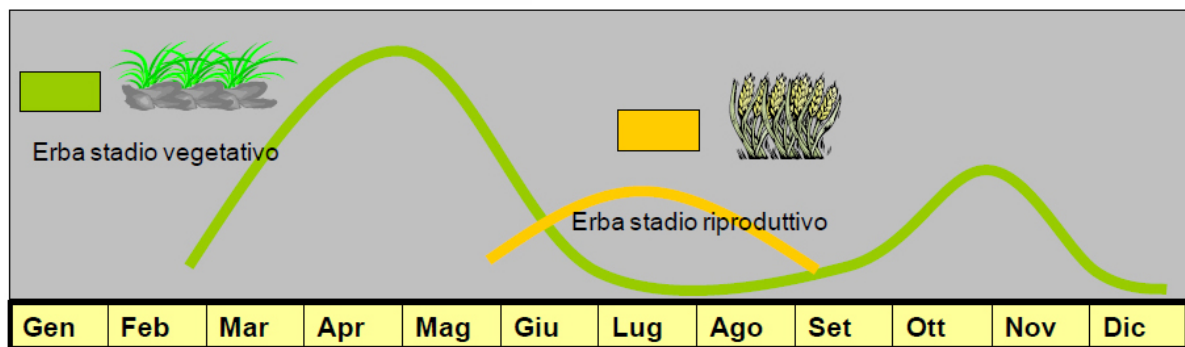 Erba stadio vegetativo
Erba stadio riproduttivo
Gen Feb Mar Apr Mag Giu Lug Ago Set Ott Nov Dic